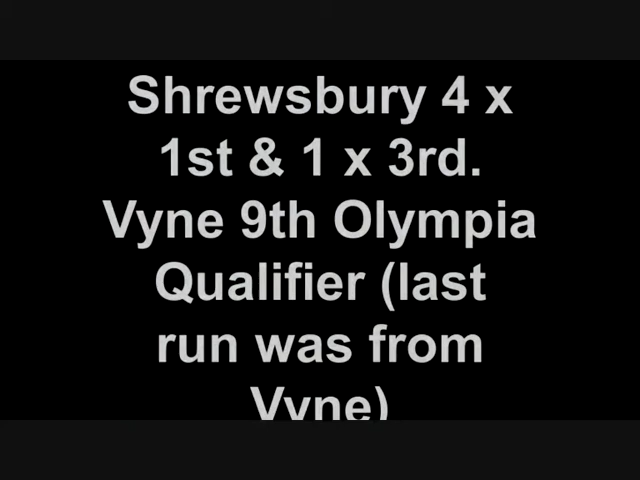 Shrewsbury 4 x
1st & 1 x 3rd.
Vyne 9th Olympia
Qualifier (last
run was from
Vyne)